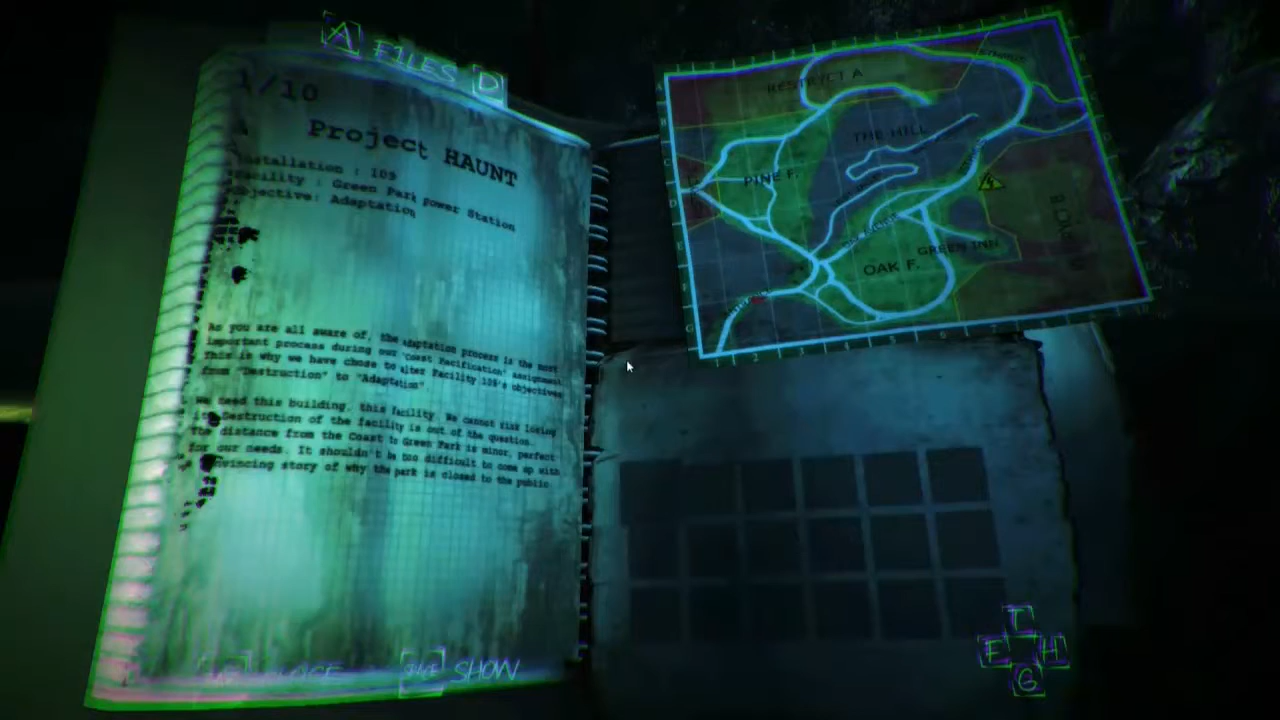 A FILES D
1/10
Project HAUNT
Installation : 109
Facility : Green Park power Station
Objective: Adaptation
As you are all aware of, the adaptation process is the most
important process during our "Coast Pacification" assignment
This is why we have chose to alter Facility 109's objectives
from "Destruction" to "Adaptation".
We need this building, this facility. We cannot risk losing
it. Destruction of the facility is out of the question.
The distance from the Coast to Green Park is minor, perfect
for our needs. It shouldn't be too difficult to come up with
convincing story of why the park is closed to the public
CLOSE
SHOW
RESTRICT A
THE HILL
PINE F.
GREEN INN
OAK F.
T
F H
G